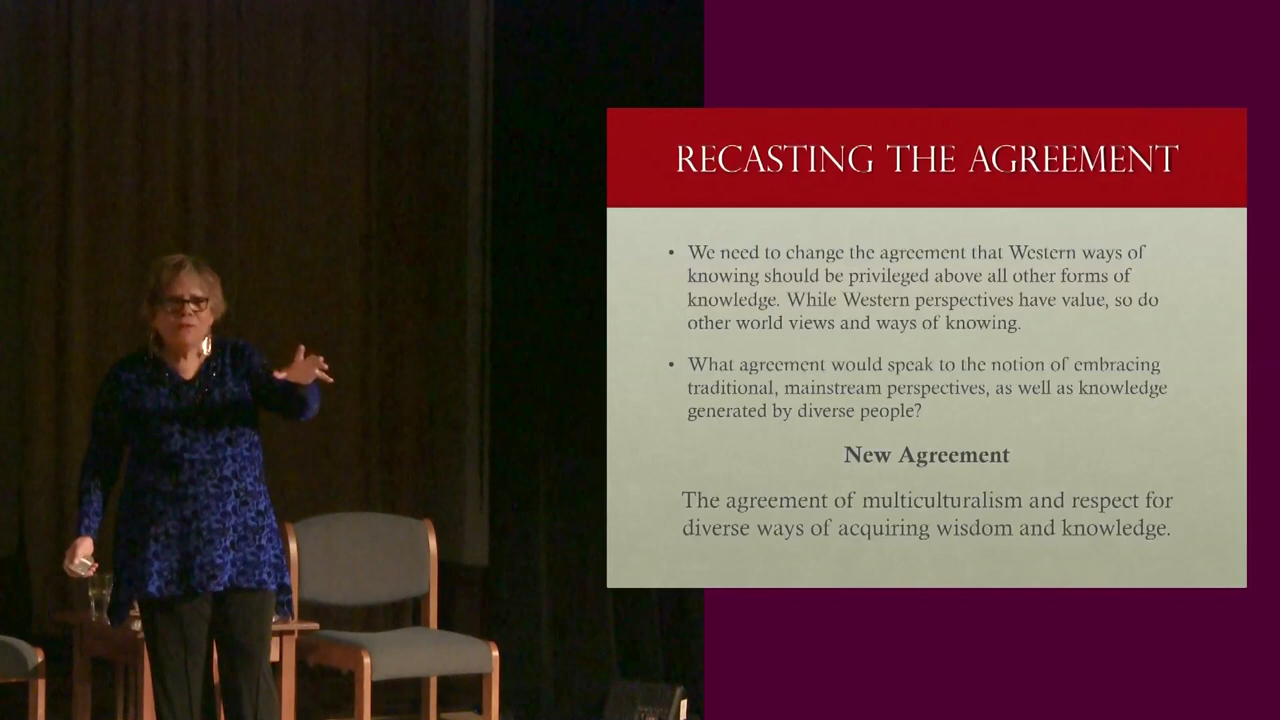 RECASTING THE AGREEMENT
• We need to change the agreement that Western ways of
knowing should be privileged above all other forms of
knowledge. While Western perspectives have value, so do
other world views and ways of knowing.
• What agreement would speak to the notion of embracing
traditional, mainstream perspectives, as well as knowledge
generated by diverse people?
New Agreement
The agreement of multiculturalism and respect for
diverse ways of acquiring wisdom and knowledge.